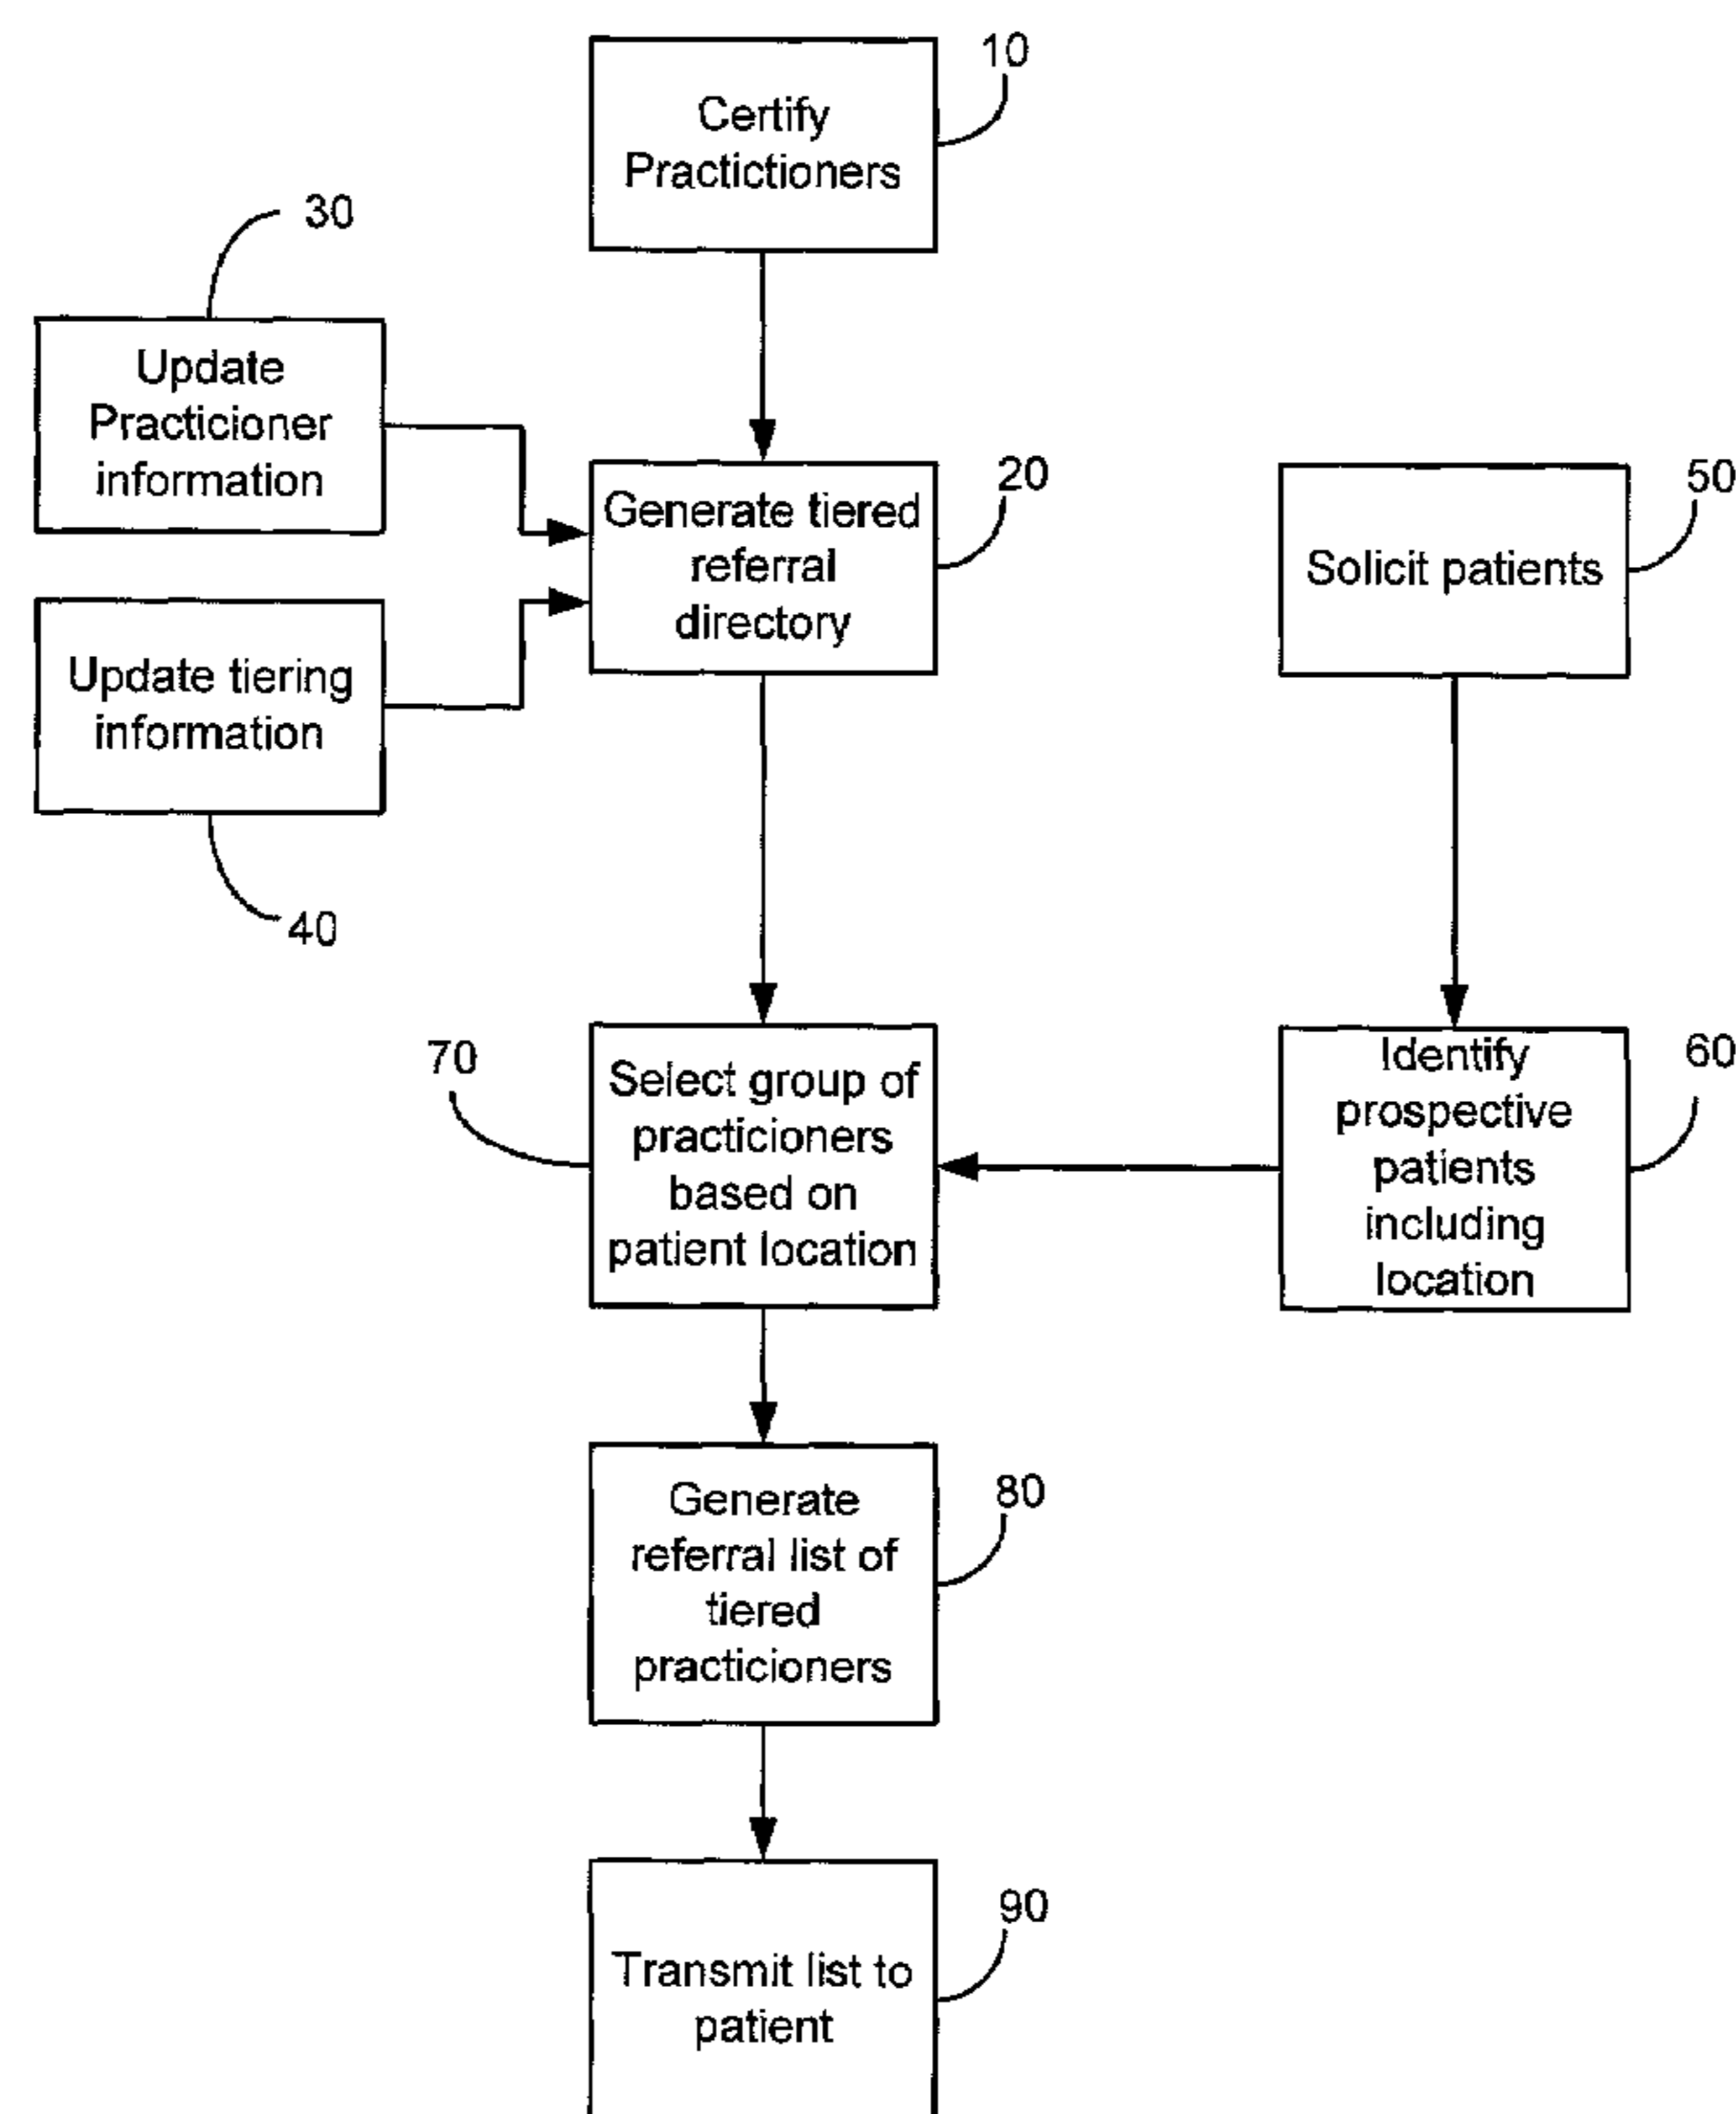 10
Certify
Practictioners
30
Update
Practicioner
information
20
Generate tiered
referral
directory
50
Solicit patients
Update tiering
information
40
70
Select group of
practicioners
based on
patient location
60
Identify
prospective
patients
including
location
80
Generate
referral list of
tiered
practicioners
90
Transmit list to
patient